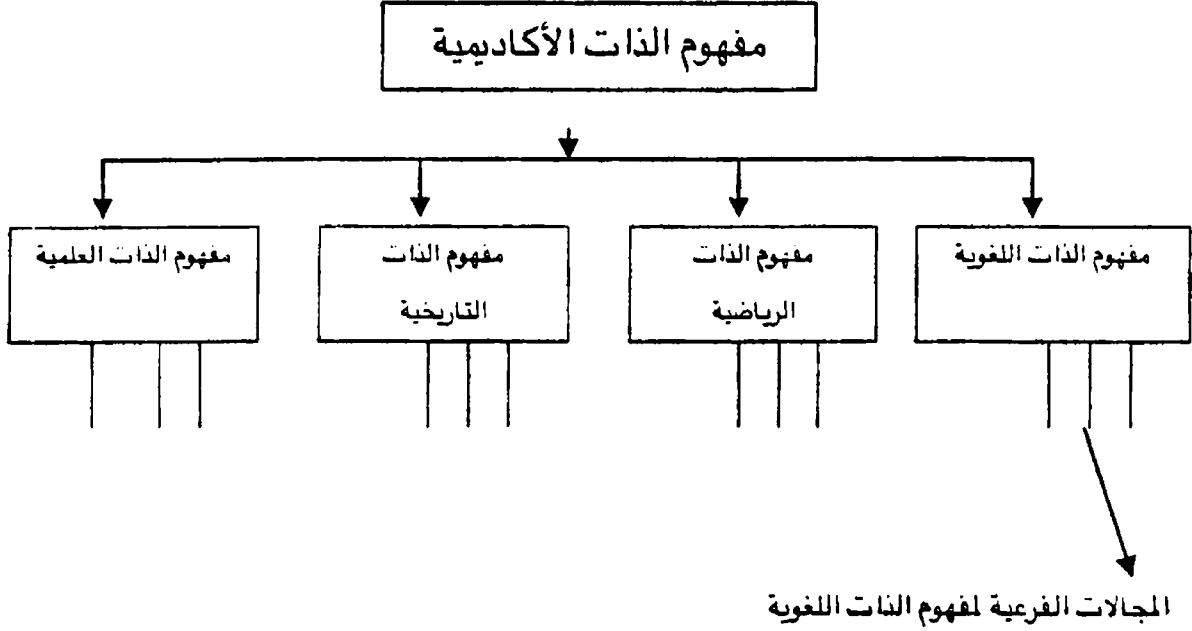 مفهوم الذات الأكاديمية
مفهوم الذات اللغوية
مفهوم الذات
الرياضية
مفهوم الذات
التاريخية
مفهوم الذات العلمية
المجالات الفرعية لمفهوم الذات اللغوية